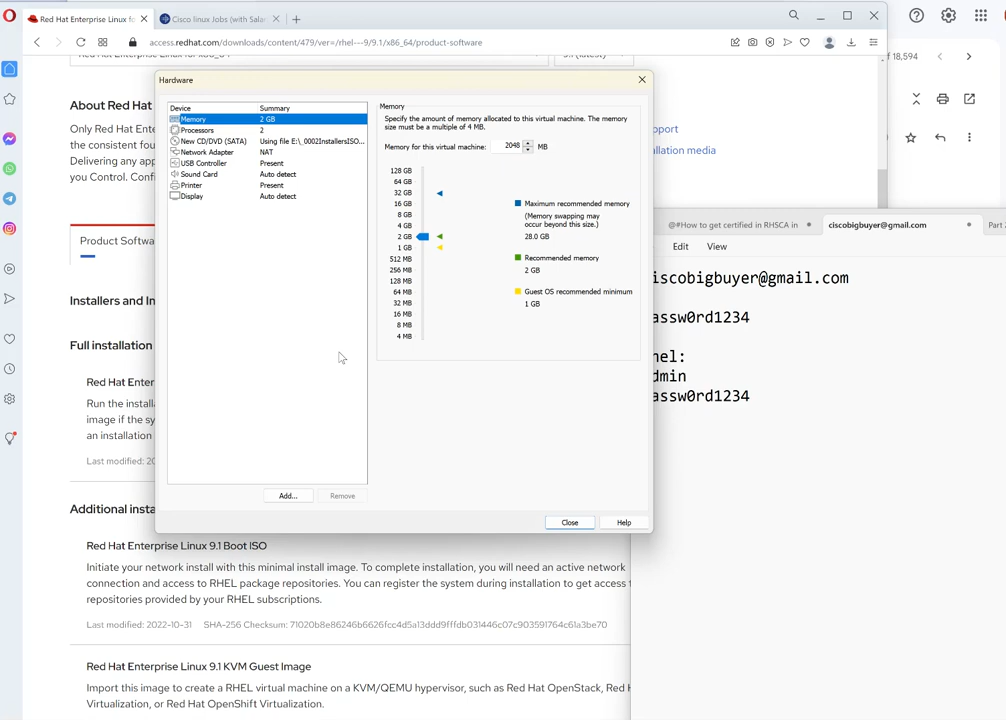 Red Hat Enterprise Linux fo
Cisco linux Jobs (with Salar
access.redhat.com/downloads/content/479/ver=/rhel---9/9.1/x86_64/product-software
of 18,594
Hardware
About Red Hat
Only Red Hat Ente
the consistent fou
Delivering any app
you Control. Confi
Product Softwa
Installers and In
Full installation
Red Hat Enter
Run the install
image if the sy
an installation
Last modified: 20
Additional insta
Device Summary
Memory 2 GB
Processors 2
New CD/DVD (SATA) Using file E:\_0002InstallersISO...
Network Adapter NAT
USB Controller Present
Sound Card Auto detect
Printer Present
Display Auto detect
Add... Remove
Memory
Specify the amount of memory allocated to this virtual machine. The memory
size must be a multiple of 4 MB.
Memory for this virtual machine: 2048 MB
128 GB
64 GB
32 GB
16 GB
8 GB
4 GB
2 GB
1 GB
512 MB
256 MB
128 MB
64 MB
32 MB
16 MB
8 MB
4 MB
Maximum recommended memory
(Memory swapping may
occur beyond this size.)
28.0 GB
Recommended memory
2 GB
Guest OS recommended minimum
1 GB
Close Help
port
allation media
@#How to get certified in RHSCA in
ciscobigbuyer@gmail.com
Part 2
Edit View
iscobigbuyer@gmail.com
assw0rd1234
hel:
dmin
assw0rd1234
Red Hat Enterprise Linux 9.1 Boot ISO
Initiate your network install with this minimal install image. To complete installation, you will need an active network
connection and access to RHEL package repositories. You can register the system during installation to get access t
repositories provided by your RHEL subscriptions.
Last modified: 2022-10-31 SHA-256 Checksum: 71020b8e86246b6626fcc4d5a13ddd9fffdb031446c07c903591764c61a3be70
Red Hat Enterprise Linux 9.1 KVM Guest Image
Import this image to create a RHEL virtual machine on a KVM/QEMU hypervisor, such as Red Hat OpenStack, Red H
Virtualization, or Red Hat OpenShift Virtualization.